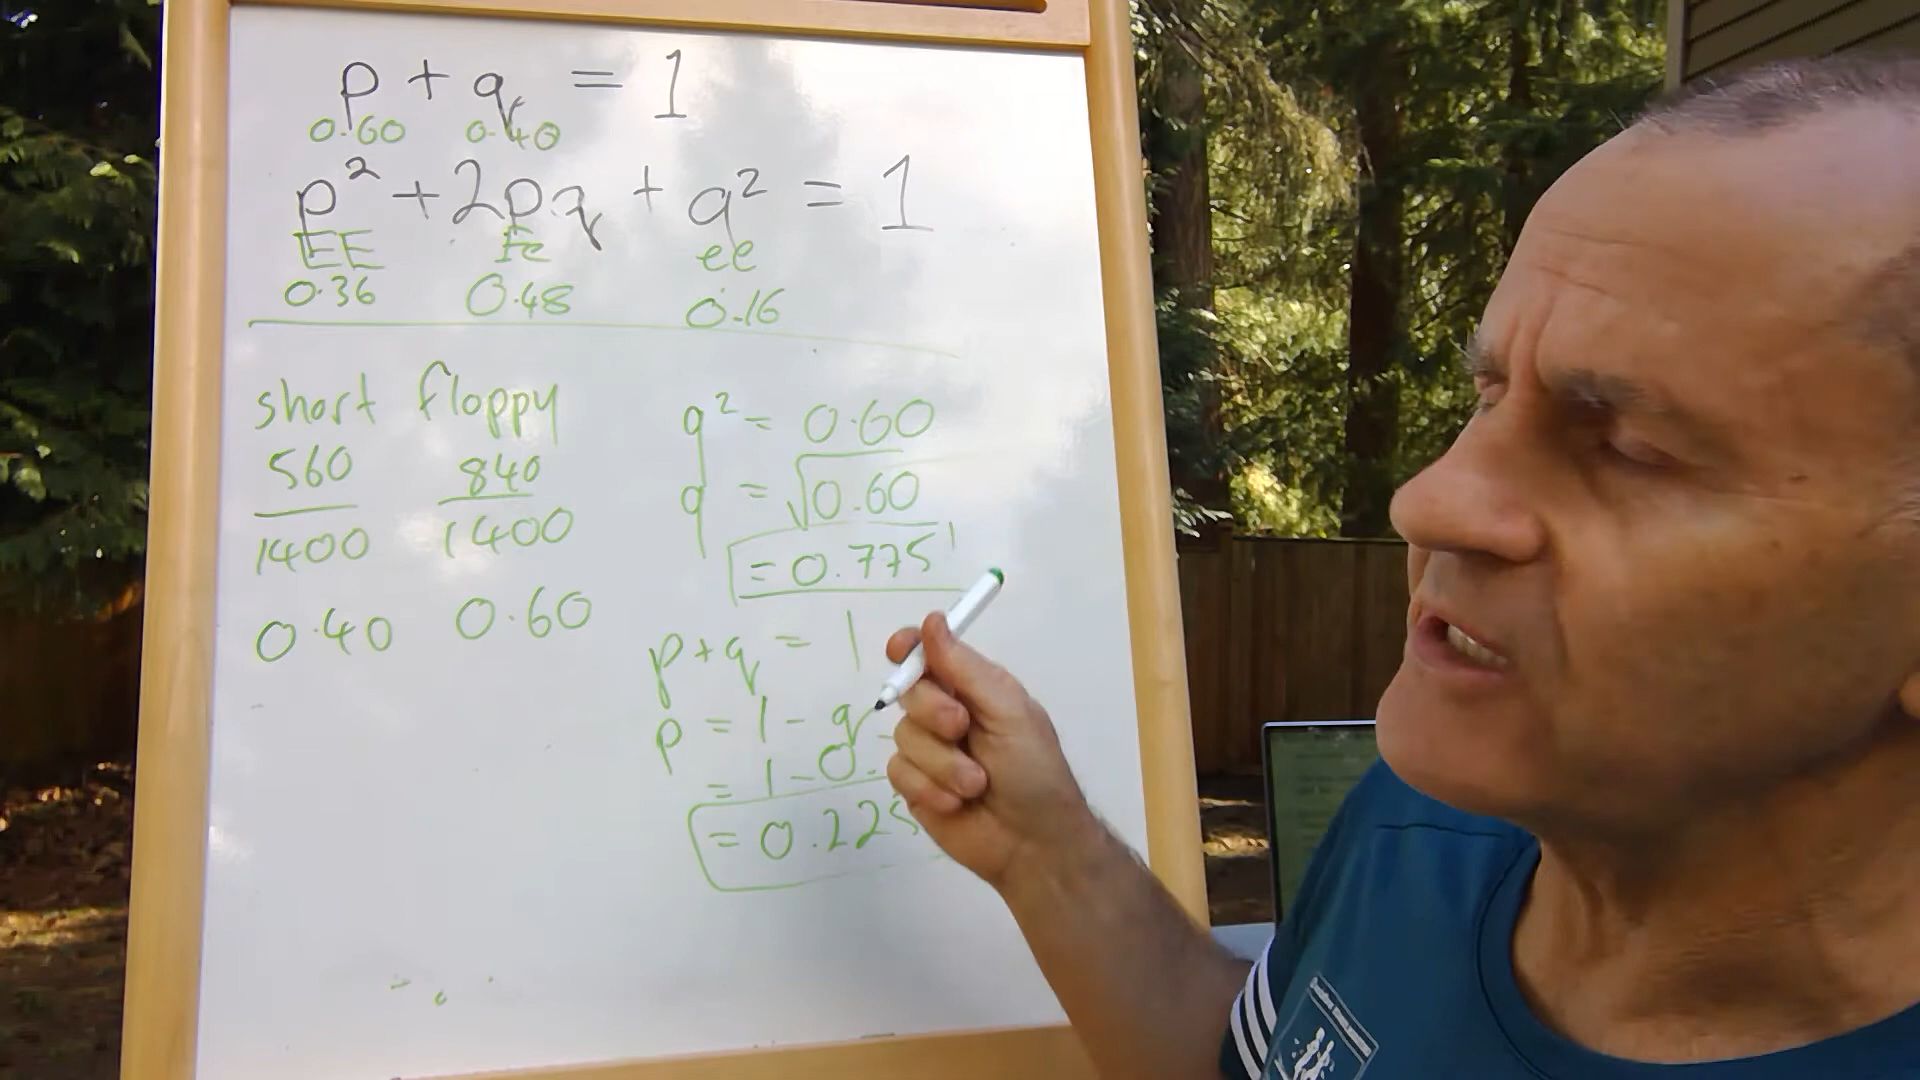 p + q = 1
0.60 0.40
p² + 2pq + q² = 1
EE Ee ee
0.36 0.48 0.16
short floppy
560 840
1400 1400
0.40 0.60
q² = 0.60
q = √0.60
= 0.775
p + q = 1
p = 1 - q
= 1 - 0.
= 0.225